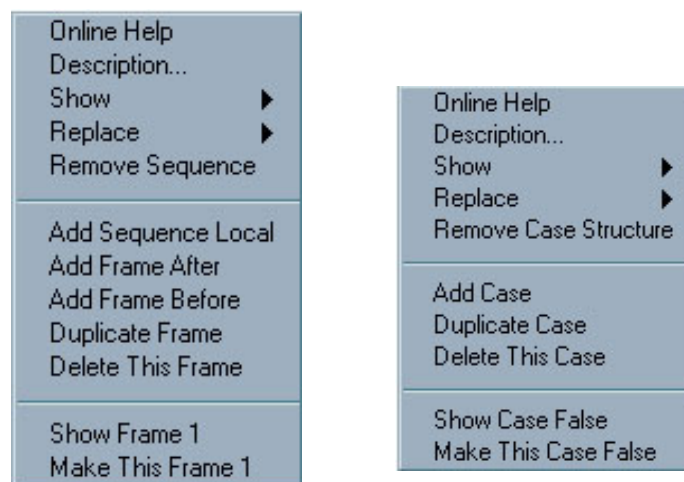 Online Help
Description...
Show
Replace
Remove Sequence
Add Sequence Local
Add Frame After
Add Frame Before
Duplicate Frame
Delete This Frame
Show Frame 1
Make This Frame 1
Online Help
Description...
Show
Replace
Remove Case Structure
Add Case
Duplicate Case
Delete This Case
Show Case False
Make This Case False